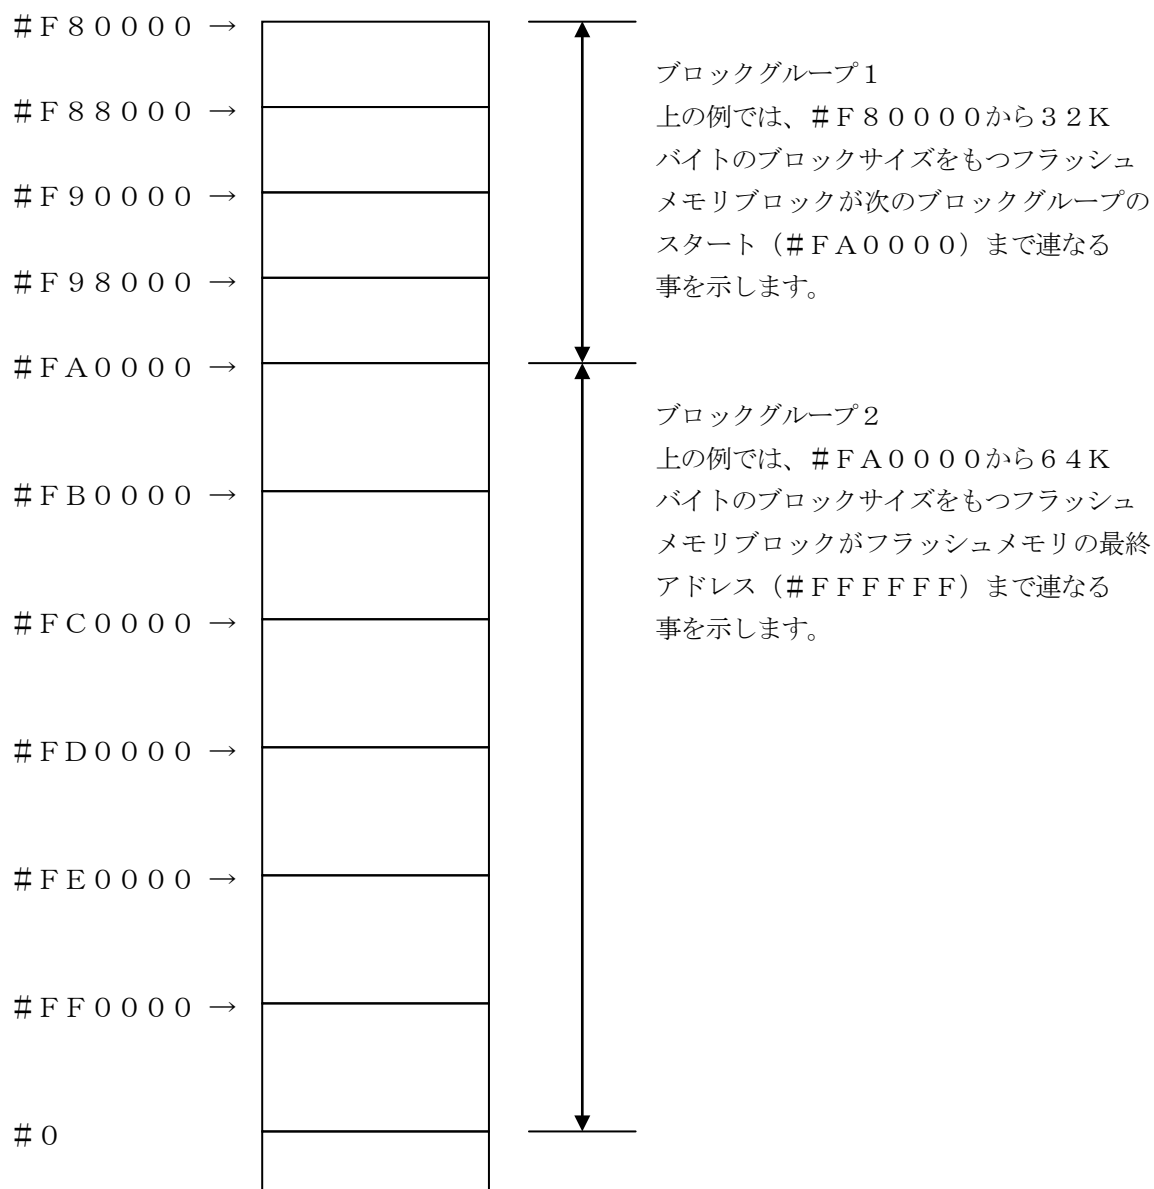 ＃Ｆ８００００ →
＃Ｆ８８０００ →
＃Ｆ９００００ →
＃Ｆ９８０００ →
＃ＦＡ００００ →
＃ＦＢ００００ →
＃ＦＣ００００ →
＃ＦＤ００００ →
＃ＦＥ００００ →
＃ＦＦ００００ →
＃０
ブロックグループ１
上の例では、＃Ｆ８００００から３２Ｋ
バイトのブロックサイズをもつフラッシュ
メモリブロックが次のブロックグループの
スタート（＃ＦＡ００００）まで連なる
事を示します。
ブロックグループ２
上の例では、＃ＦＡ００００から６４Ｋ
バイトのブロックサイズをもつフラッシュ
メモリブロックがフラッシュメモリの最終
アドレス（＃ＦＦＦＦＦＦ）まで連なる
事を示します。